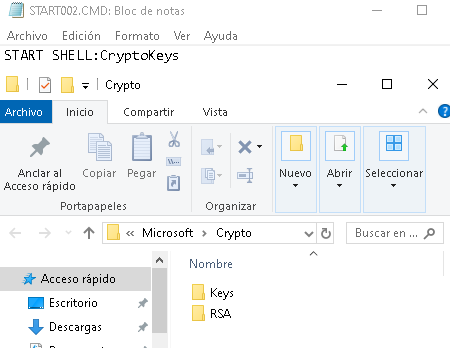 START002.CMD: Bloc de notas
Archivo Edición Formato Ver Ayuda
START SHELL:CryptoKeys
Crypto
Archivo Inicio Compartir Vista
Anclar al Acceso rápido
Copiar
Pegar
Nuevo
Abrir
Seleccionar
Portapapeles
Organizar
« Microsoft > Crypto
Buscar en ...
Nombre
Acceso rápido
Escritorio
Descargas
Keys
RSA